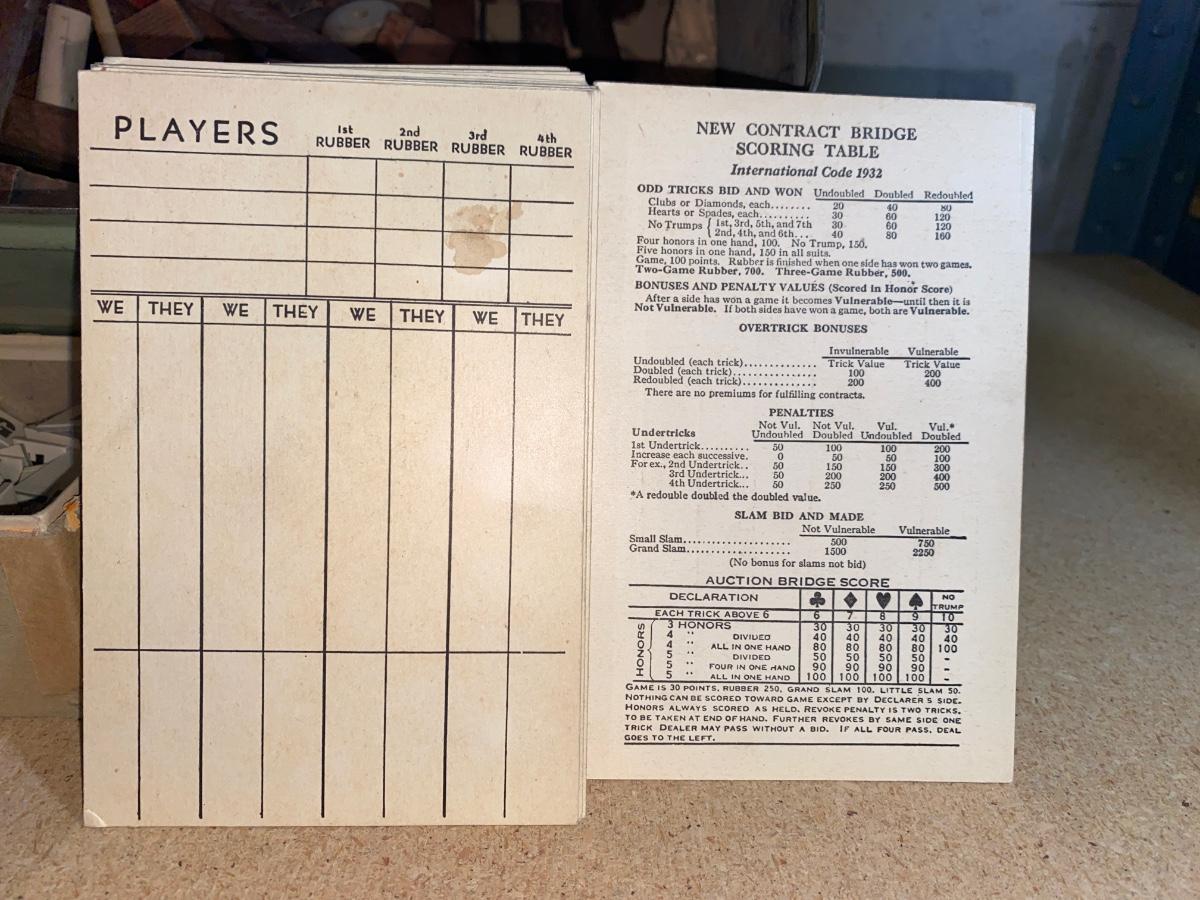 PLAYERS
1st RUBBER 2nd RUBBER 3rd RUBBER 4th RUBBER
WE THEY WE THEY WE THEY WE THEY
NEW CONTRACT BRIDGE
SCORING TABLE
International Code 1932
ODD TRICKS BID AND WON Undoubled Doubled Redoubled
Clubs or Diamonds, each........ 20 40 80
Hearts or Spades, each.......... 30 60 120
No Trumps { 1st, 3rd, 5th, and 7th 30 60 120
2nd, 4th, and 6th... 40 80 160
Four honors in one hand, 100. No Trump, 150.
Five honors in one hand, 150 in all suits.
Game, 100 points. Rubber is finished when one side has won two games.
Two-Game Rubber, 700. Three-Game Rubber, 500.
BONUSES AND PENALTY VALUES (Scored in Honor Score)
After a side has won a game it becomes Vulnerable—until then it is
Not Vulnerable. If both sides have won a game, both are Vulnerable.
OVERTRICK BONUSES
Invulnerable Vulnerable
Undoubled (each trick).............. Trick Value Trick Value
Doubled (each trick)................ 100 200
Redoubled (each trick).............. 200 400
There are no premiums for fulfilling contracts.
PENALTIES
Not Vul. Not Vul. Vul. Vul.*
Undertricks Undoubled Doubled Undoubled Doubled
1st Undertrick.......... 50 100 100 200
Increase each successive. 0 50 50 100
For ex., 2nd Undertrick.. 50 150 150 300
3rd Undertrick... 50 200 200 400
4th Undertrick... 50 250 250 500
*A redouble doubled the doubled value.
SLAM BID AND MADE
Not Vulnerable Vulnerable
Small Slam...................... 500 750
Grand Slam..................... 1500 2250
(No bonus for slams not bid)
AUCTION BRIDGE SCORE
DECLARATION ♣ ♦ ♥ ♠ NO TRUMP
EACH TRICK ABOVE 6 6 7 8 9 10
HONORS
3 HONORS 30 30 30 30 30
4 " DIVIDED 40 40 40 40 40
4 " ALL IN ONE HAND 80 80 80 80 100
5 " DIVIDED 50 50 50 50 -
5 " FOUR IN ONE HAND 90 90 90 90 -
5 " ALL IN ONE HAND 100 100 100 100 -
GAME IS 30 POINTS, RUBBER 250, GRAND SLAM 100, LITTLE SLAM 50.
NOTHING CAN BE SCORED TOWARD GAME EXCEPT BY DECLARER'S SIDE.
HONORS ALWAYS SCORED AS HELD. REVOKE PENALTY IS TWO TRICKS,
TO BE TAKEN AT END OF HAND. FURTHER REVOKES BY SAME SIDE ONE
TRICK DEALER MAY PASS WITHOUT A BID. IF ALL FOUR PASS, DEAL
GOES TO THE LEFT.